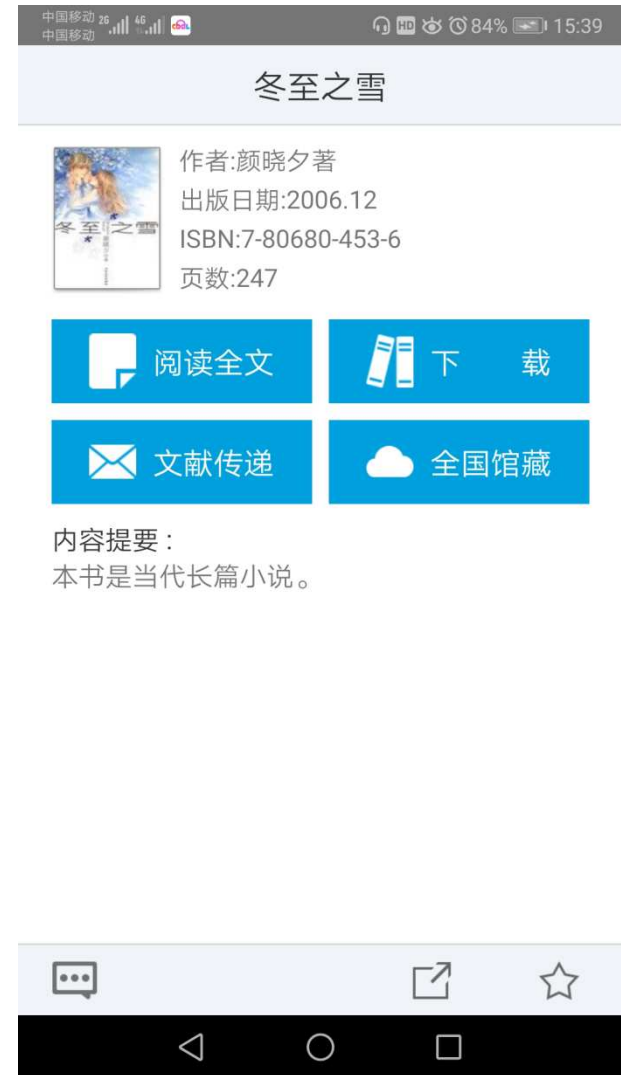 中国移动 2G 4G
中国移动
HD 84% 15:39
冬至之雪
冬至之雪
作者:颜晓夕著
出版日期:2006.12
ISBN:7-80680-453-6
页数:247
阅读全文
下 载
文献传递
全国馆藏
内容提要：
本书是当代长篇小说。